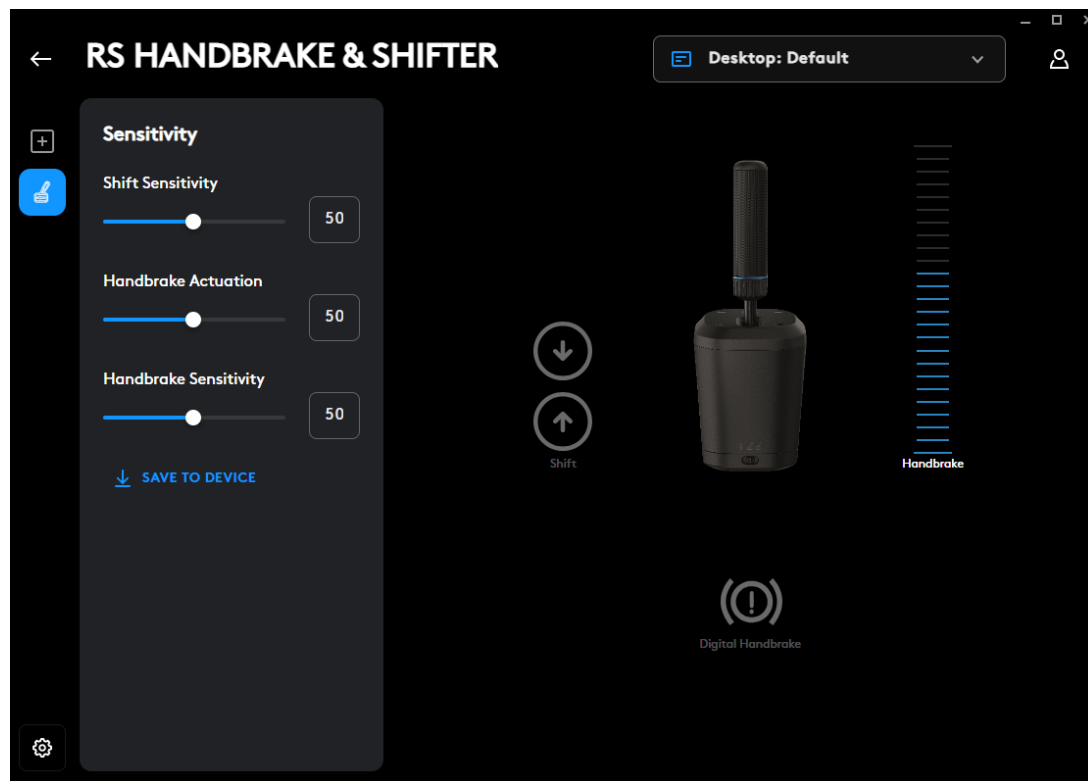 RS HANDBRAKE & SHIFTER
Desktop: Default
Sensitivity
Shift Sensitivity
50
Handbrake Actuation
50
Handbrake Sensitivity
50
SAVE TO DEVICE
Shift
Handbrake
Digital Handbrake